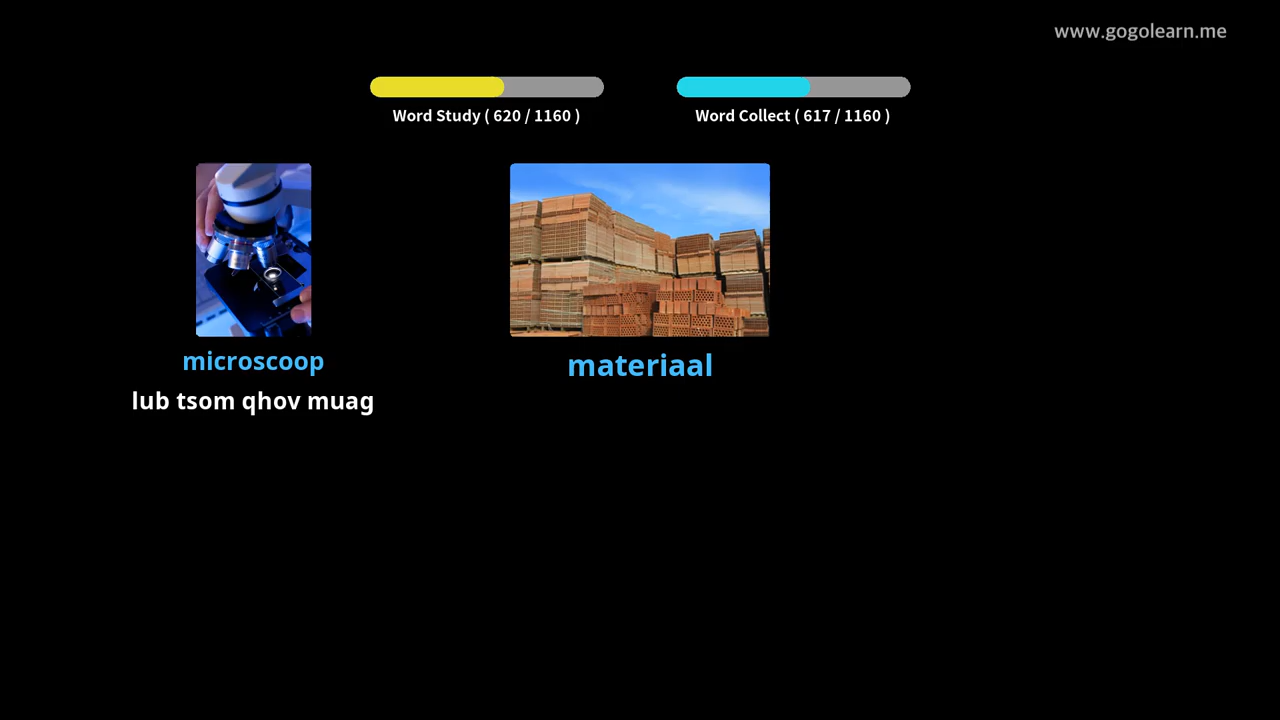 www.gogolearn.me
Word Study ( 620 / 1160 )
Word Collect ( 617 / 1160 )
microscoop
lub tsom qhov muag
materiaal